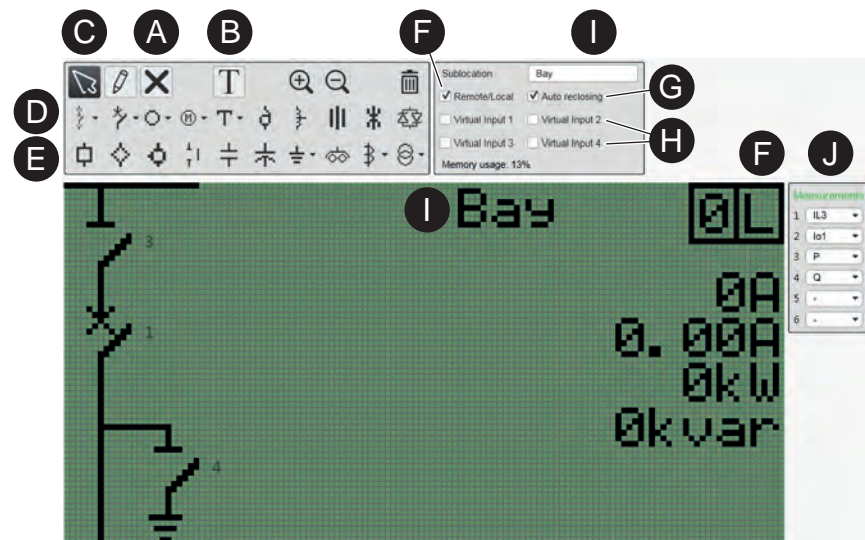 C A B F I
T
Sublocation Bay
Remote/Local Auto reclosing G
D
M T
Virtual Input 1 Virtual Input 2
H
Virtual Input 3 Virtual Input 4
E
Memory usage: 13%
F J
I Bay 0 L
Measurements
1 IL3
2 Io1
3 P
4 Q
5 -
6 -
3
0A
1 0.00A
0kW
0kvar
4